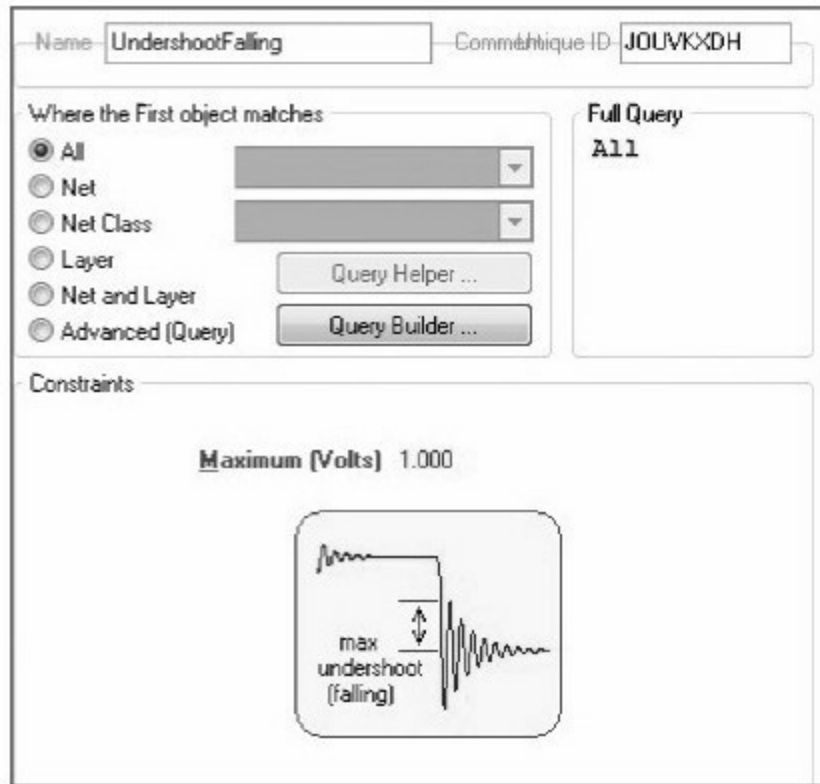 Name UndershootFalling Comment Unique ID JOUVKXDH
Where the First object matches
All
Net
Net Class
Layer
Net and Layer
Advanced (Query)
Query Helper ...
Query Builder ...
Full Query
All
Constraints
Maximum (Volts) 1.000
max
undershoot
(falling)